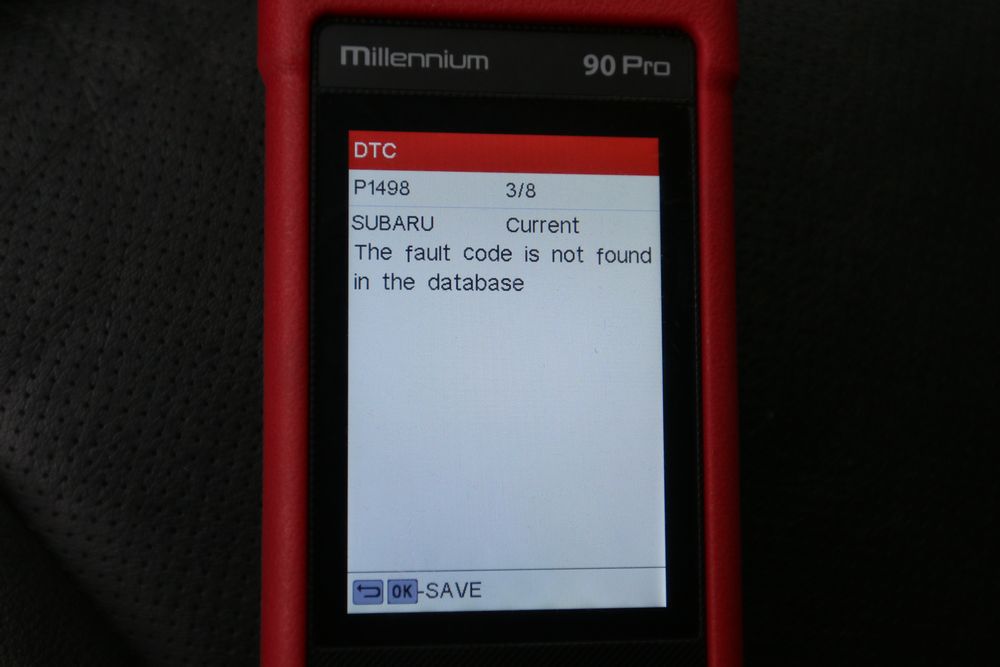 Millennium 90 Pro
DTC
P1498 3/8
SUBARU Current
The fault code is not found
in the database
OK-SAVE